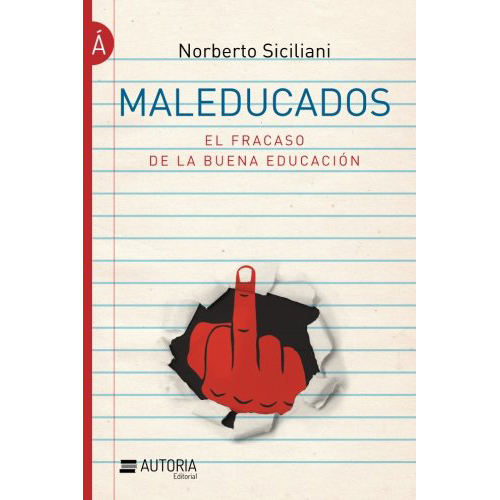 Á
Norberto Siciliani
MALEDUCADOS
EL FRACASO
DE LA BUENA EDUCACIÓN
AUTORIA
Editorial